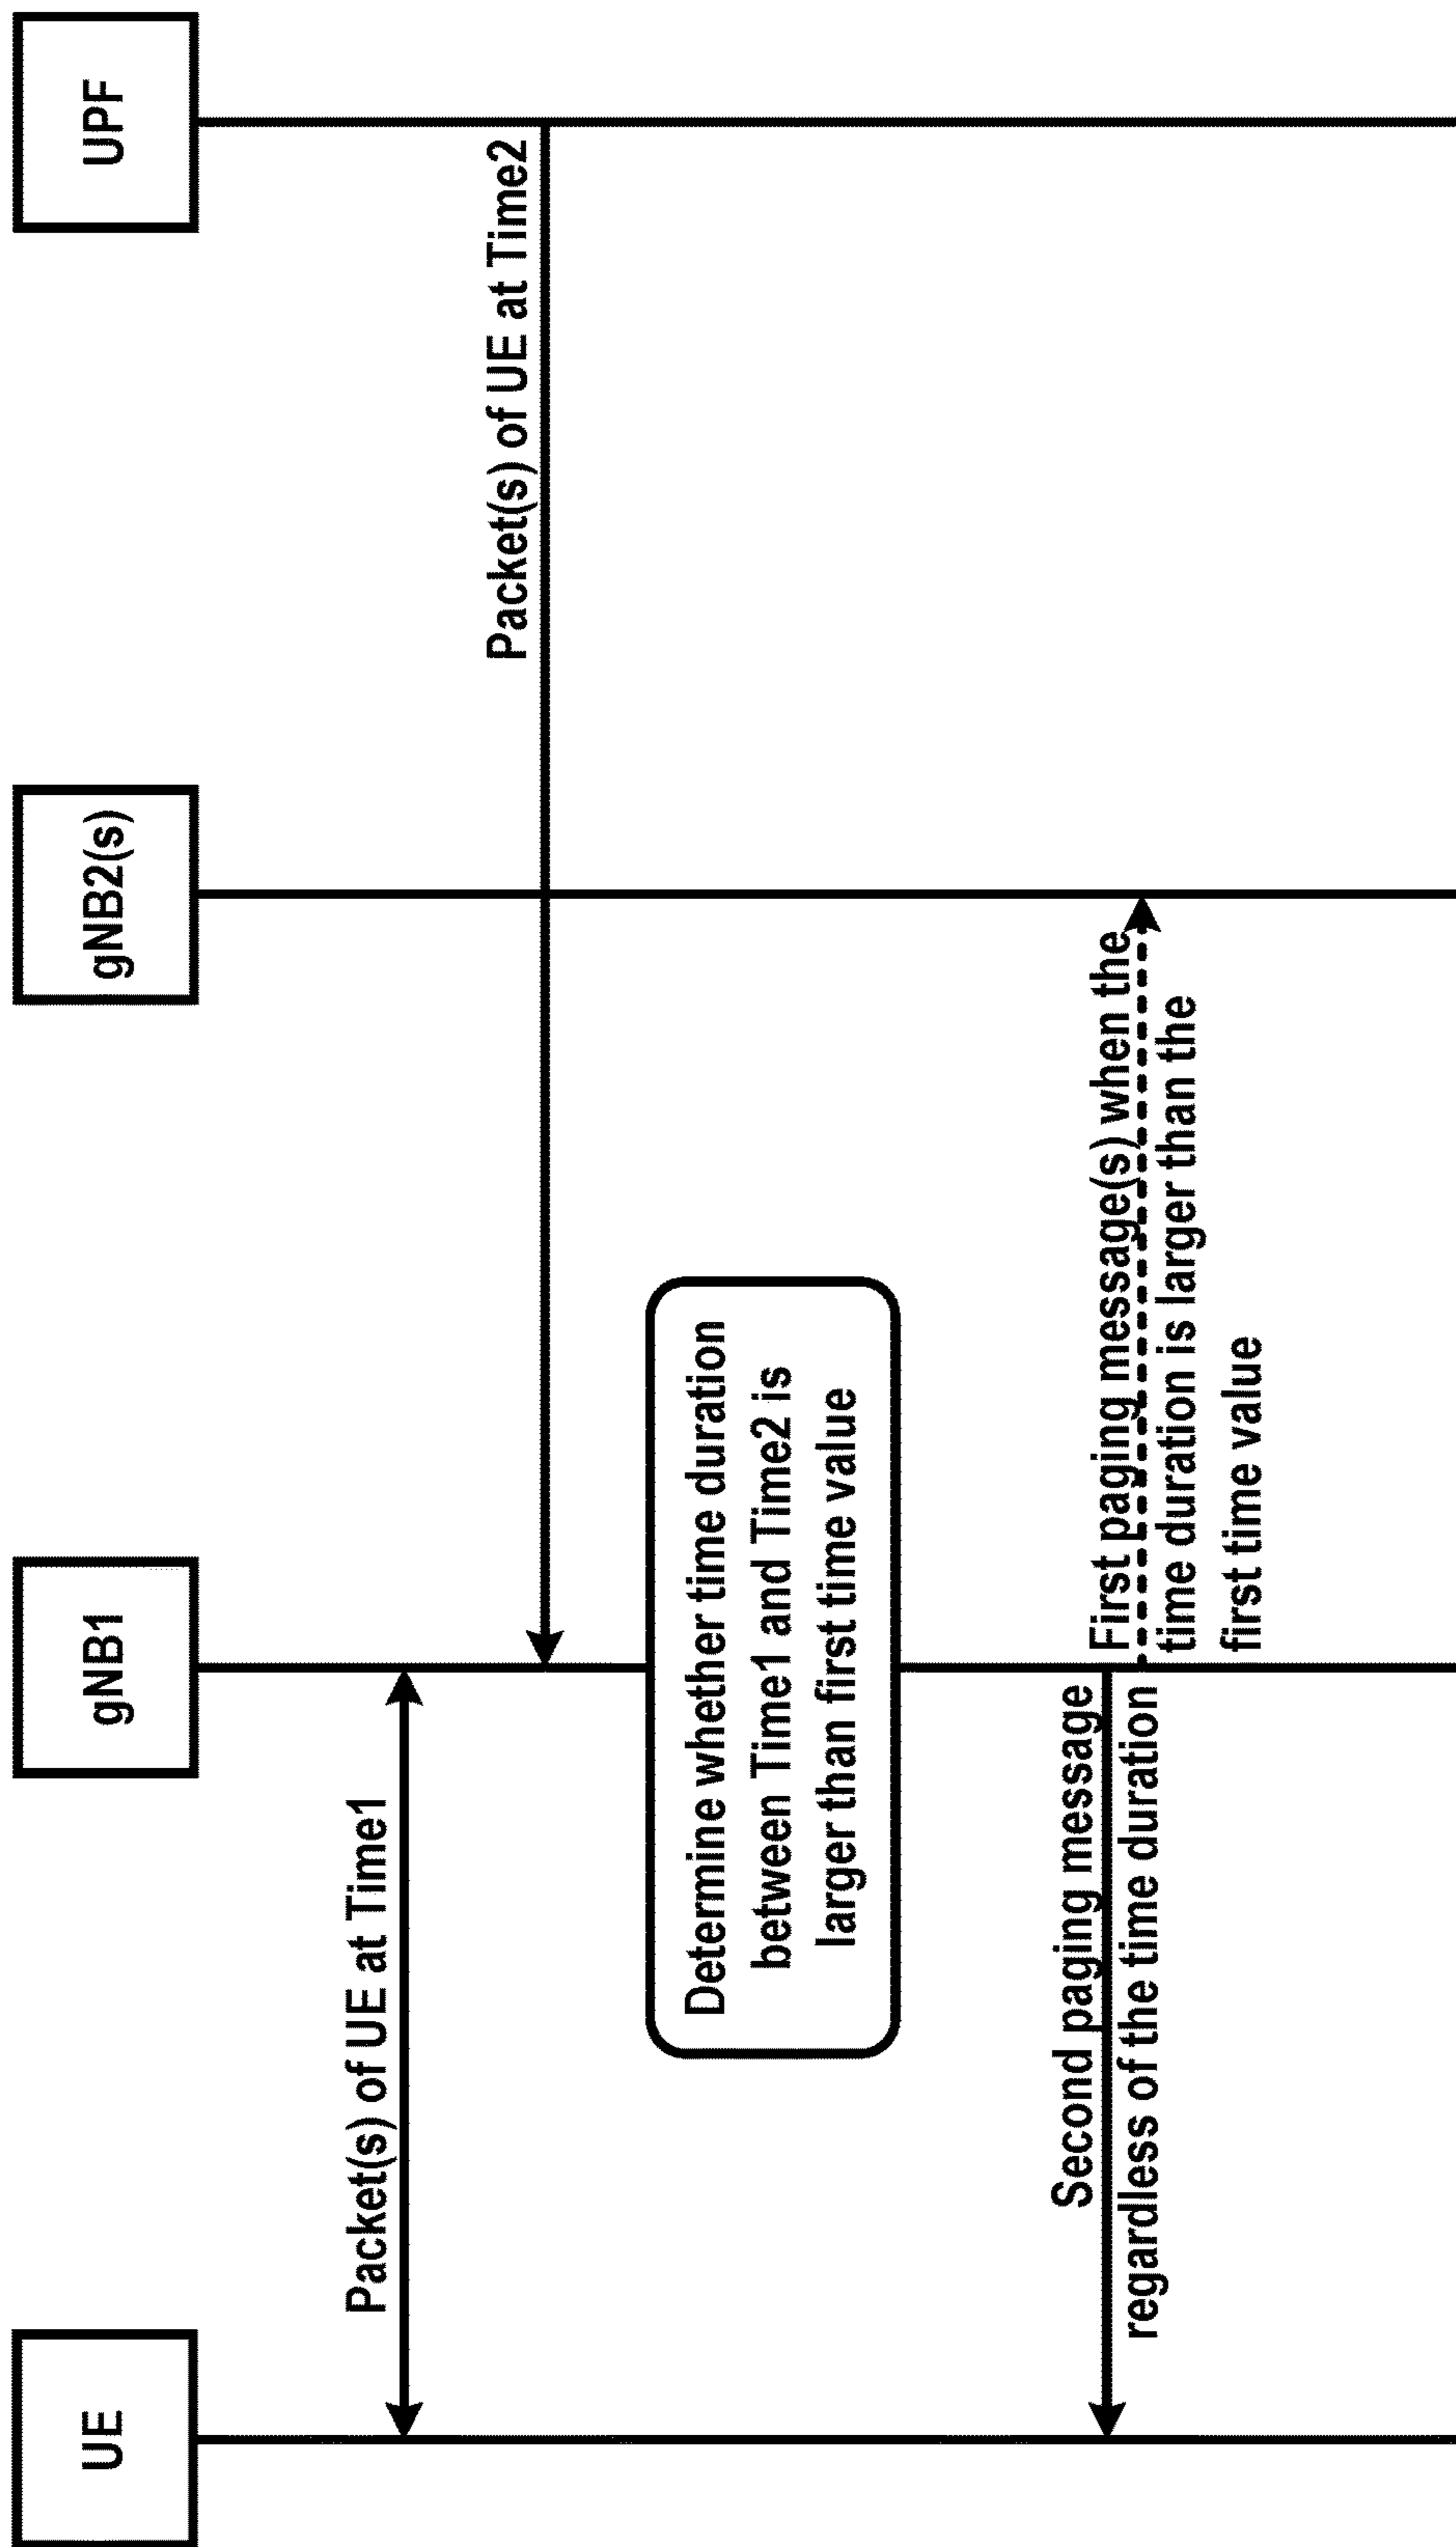 UE
gNB1
gNB2(s)
UPF
Packet(s) of UE at Time1
Packet(s) of UE at Time2
Determine whether time duration
between Time1 and Time2 is
larger than first time value
Second paging message
regardless of the time duration
First paging message(s) when the
time duration is larger than the
first time value